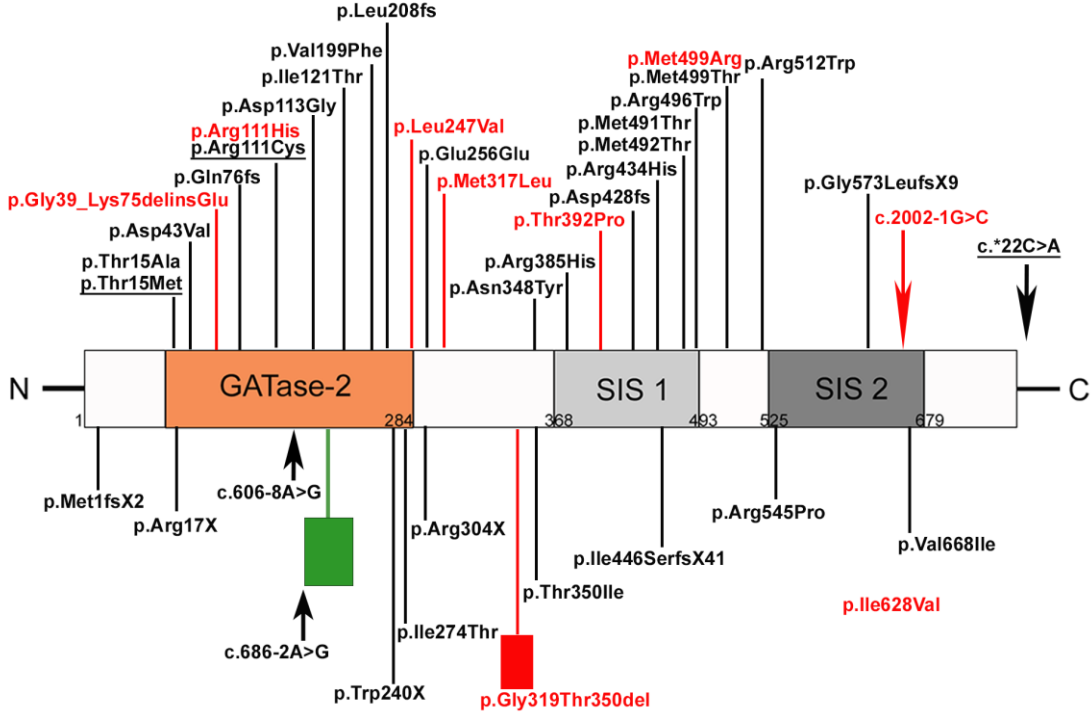 p.Leu208fs
p.Val199Phe
p.Ile121Thr
p.Asp113Gly
p.Arg111His
p.Arg111Cys
p.Gln76fs
p.Gly39_Lys75delinsGlu
p.Asp43Val
p.Thr15Ala
p.Thr15Met
p.Leu247Val
p.Glu256Glu
p.Met317Leu
p.Met499Arg
p.Met499Thr
p.Arg512Trp
p.Arg496Trp
p.Met491Thr
p.Met492Thr
p.Arg434His
p.Asp428fs
p.Thr392Pro
p.Arg385His
p.Asn348Tyr
p.Gly573LeufsX9
c.2002-1G>C
c.*22C>A
N
GATase-2
SIS 1
SIS 2
C
1
284
368
493
525
679
p.Met1fsX2
p.Arg17X
c.606-8A>G
c.686-2A>G
p.Trp240X
p.Ile274Thr
p.Arg304X
p.Gly319Thr350del
p.Thr350Ile
p.Ile446SerfsX41
p.Arg545Pro
p.Val668Ile
p.Ile628Val